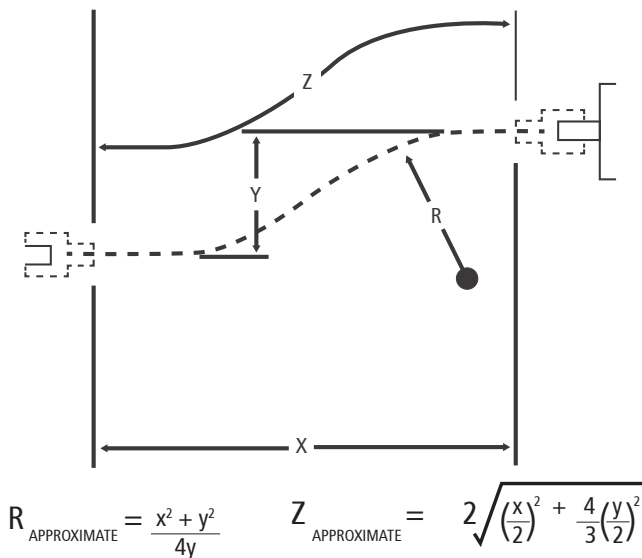 Z
Y
R
X
R APPROXIMATE = x² + y² / 4y
Z APPROXIMATE = 2√(x/2)² + 4/3(y/2)²